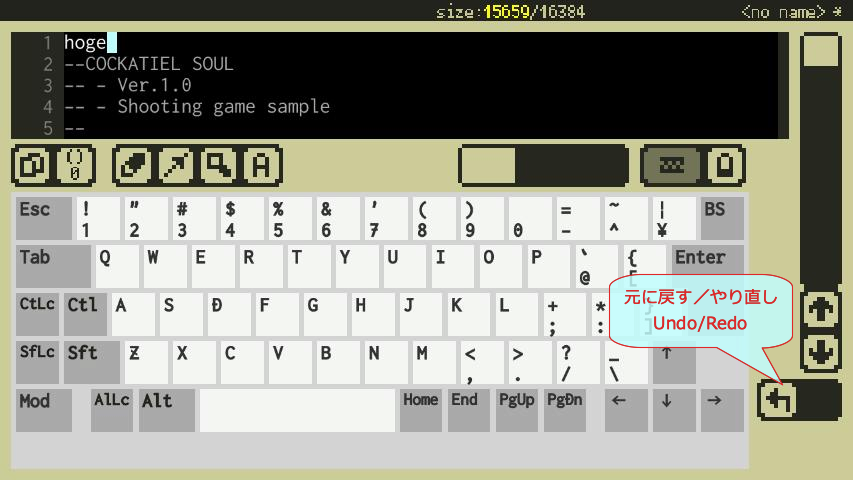 size:15659/16384 <no name> *
1 hoge
2 --COCKATIEL SOUL
3 -- - Ver.1.0
4 -- - Shooting game sample
5 --
() 0 A
Esc ! 1 " 2 # 3 $ 4 % 5 & 6 ' 7 ( 8 ) 9 0 = - ~ ^ | ¥ BS
Tab Q W E R T Y U I O P ` @ { [ Enter
CtLc Ctl A S D F G H J K L + ; * : ]
元に戻す／やり直し
Undo/Redo
SfLc Sft Z X C V B N M < , > . ? / _ \ ↑
Mod AlLc Alt Home End PgUp PgDn ← ↓ →